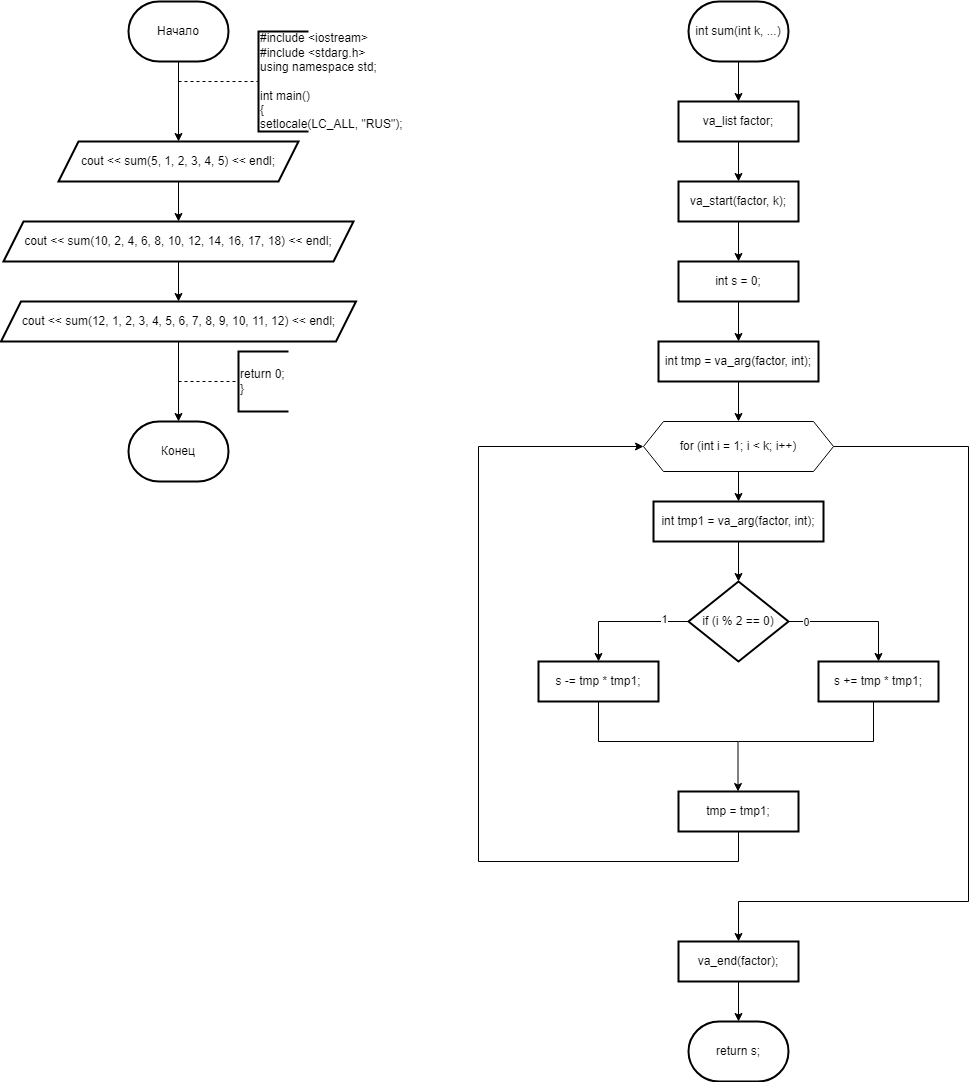 Начало
#include <iostream>
#include <stdarg.h>
using namespace std;
int main()
{
setlocale(LC_ALL, "RUS");
cout << sum(5, 1, 2, 3, 4, 5) << endl;
cout << sum(10, 2, 4, 6, 8, 10, 12, 14, 16, 17, 18) << endl;
cout << sum(12, 1, 2, 3, 4, 5, 6, 7, 8, 9, 10, 11, 12) << endl;
return 0;
}
Конец
int sum(int k, ...)
va_list factor;
va_start(factor, k);
int s = 0;
int tmp = va_arg(factor, int);
for (int i = 1; i < k; i++)
int tmp1 = va_arg(factor, int);
if (i % 2 == 0)
1
0
s -= tmp * tmp1;
s += tmp * tmp1;
tmp = tmp1;
va_end(factor);
return s;